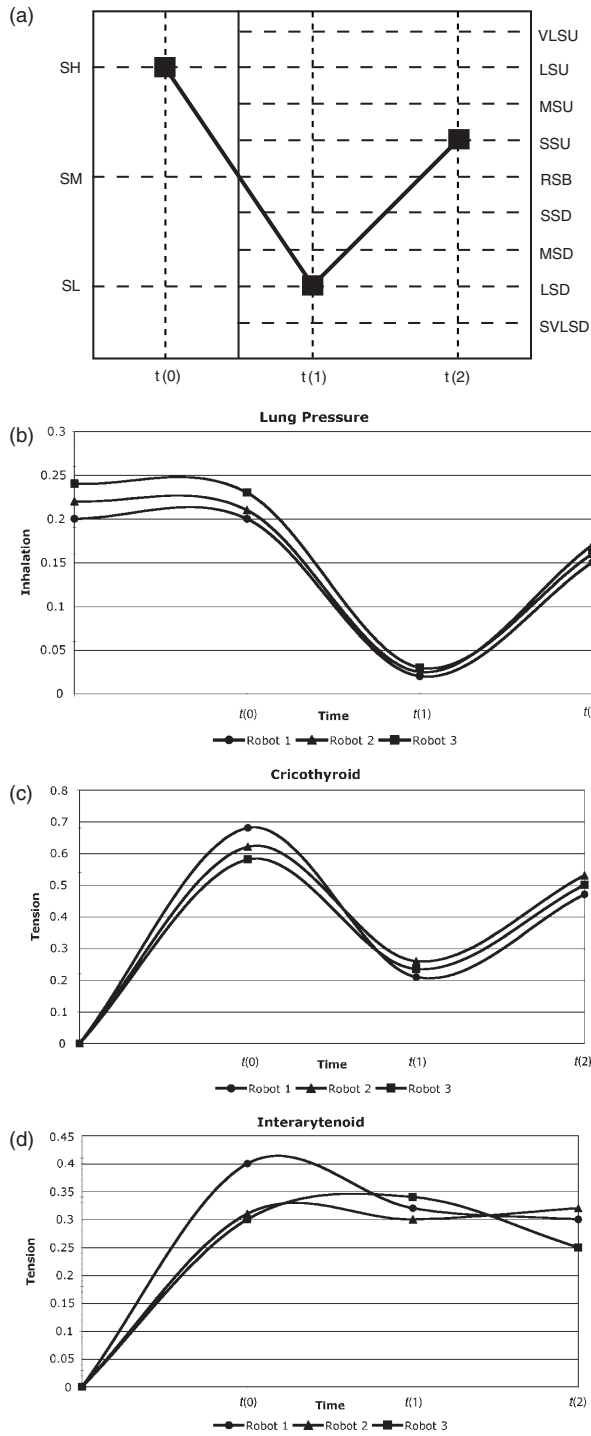 (a)
VLSU
SH
LSU
MSU
SSU
SM
RSB
SSD
MSD
SL
LSD
SVLSD
t(0) t(1) t(2)
(b)
Lung Pressure
0.3
0.25
0.2
0.15
0.1
0.05
0
Inhalation
t(0) t(1) t(
Time
Robot 1 Robot 2 Robot 3
(c)
Cricothyroid
0.8
0.7
0.6
0.5
0.4
0.3
0.2
0.1
0
Tension
t(0) t(1) t(2)
Time
Robot 1 Robot 2 Robot 3
(d)
Interarytenoid
0.45
0.4
0.35
0.3
0.25
0.2
0.15
0.1
0.05
0
Tension
t(0) t(1) t(2)
Time
Robot 1 Robot 2 Robot 3